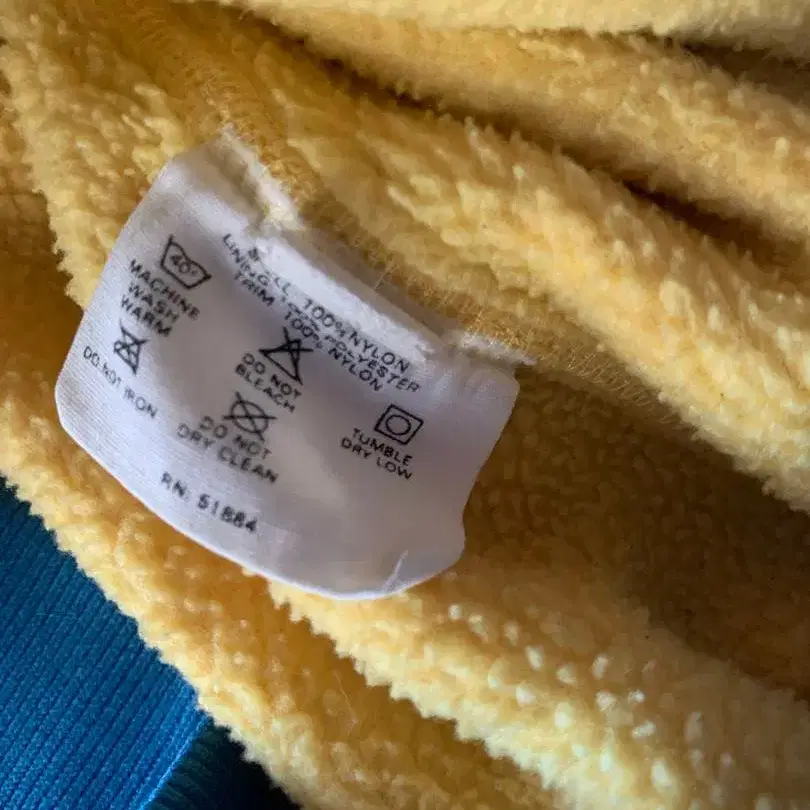 SHELL 100% NYLON
LINING 100% POLYESTER
TRIM 100% NYLON
40°
MACHINE
WASH
WARM
DO NOT
BLEACH
TUMBLE
DRY LOW
DO NOT IRON
DO NOT
DRY CLEAN
RN: 51884